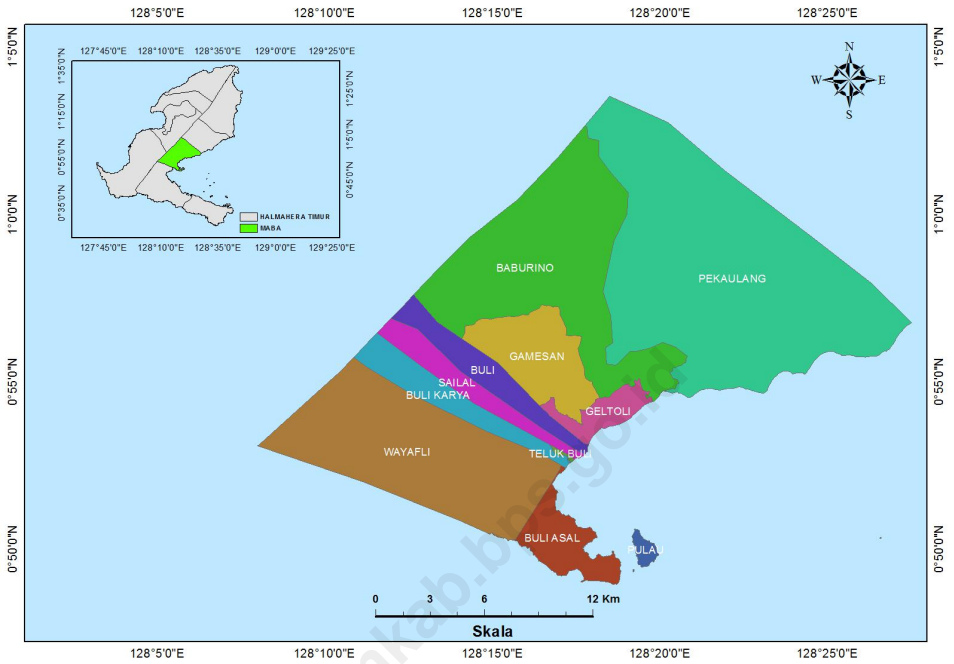 128°5'0"E 128°10'0"E 128°15'0"E 128°20'0"E 128°25'0"E
1°5'0"N
1°0'0"N
0°55'0"N
0°50'0"N
127°45'0"E 128°10'0"E 128°35'0"E 129°0'0"E 129°25'0"E
1°35'0"N
1°15'0"N
0°55'0"N
0°35'0"N
1°25'0"N
1°5'0"N
0°45'0"N
HALMAHERA TIMUR
MABA
127°45'0"E 128°10'0"E 128°35'0"E 129°0'0"E 129°25'0"E
N
W E
S
BABURINO
PEKAULANG
GAMESAN
BULI
SAILAL
BULI KARYA
GELTOLI
WAYAFLI
TELUK BULI
BULI ASAL
PULAU
0 3 6 12 Km
Skala
1°5'0"N
1°0'0"N
0°55'0"N
0°50'0"N
128°5'0"E 128°10'0"E 128°15'0"E 128°20'0"E 128°25'0"E
kab.bps.go.id